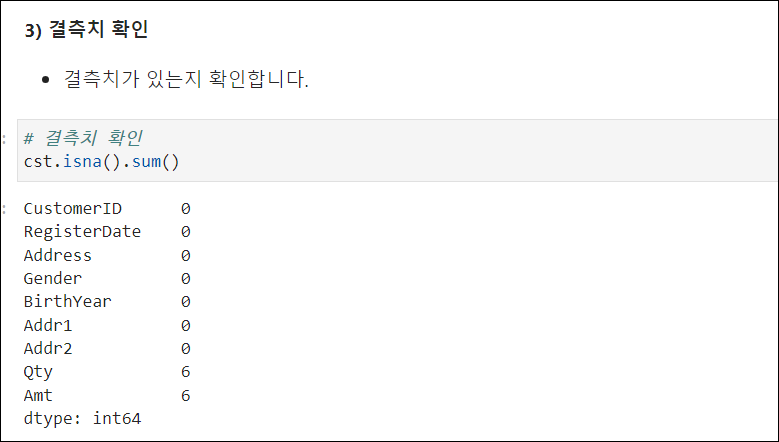 3) 결측치 확인
• 결측치가 있는지 확인합니다.
# 결측치 확인
cst.isna().sum()
CustomerID 0
RegisterDate 0
Address 0
Gender 0
BirthYear 0
Addr1 0
Addr2 0
Qty 6
Amt 6
dtype: int64